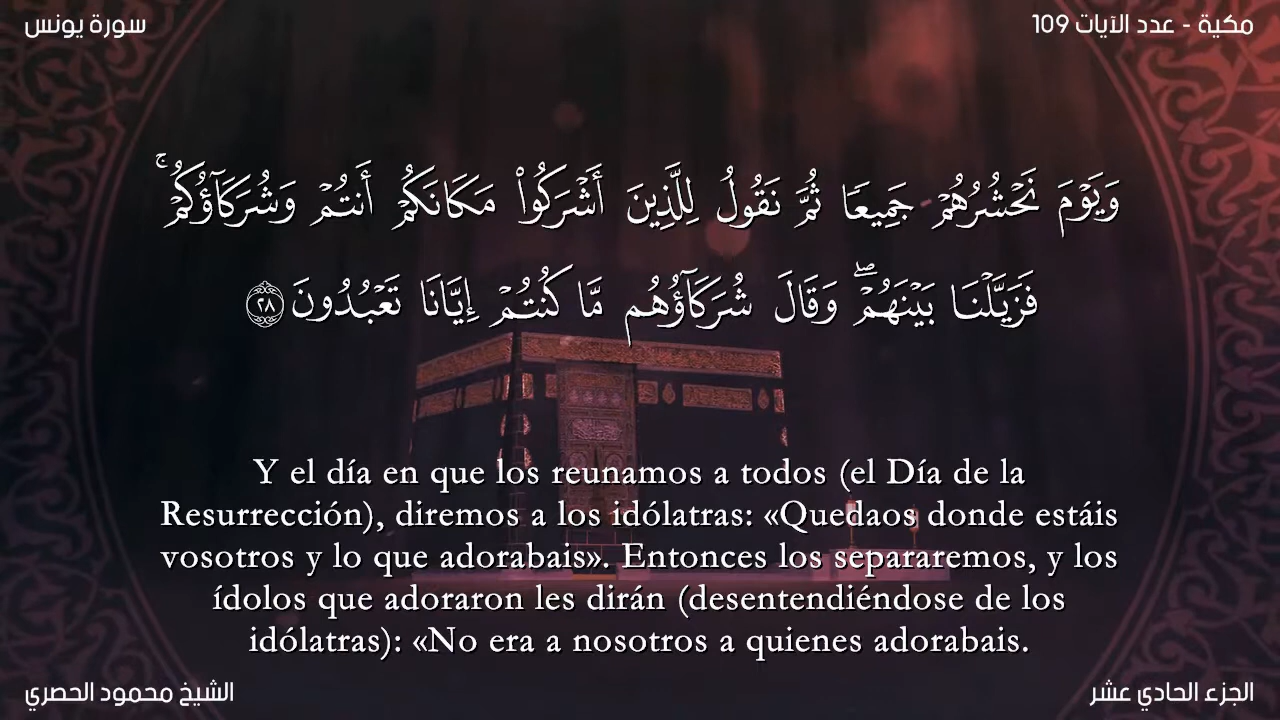 سورة يونس
مكية - عدد الآيات 109
وَيَوْمَ نَحْشُرُهُمْ جَمِيعًا ثُمَّ نَقُولُ لِلَّذِينَ أَشْرَكُوا۟ مَكَانَكُمْ أَنتُمْ وَشُرَكَآؤُكُمْ ۚ
فَزَيَّلْنَا بَيْنَهُمْ ۖ وَقَالَ شُرَكَآؤُهُم مَّا كُنتُمْ إِيَّانَا تَعْبُدُونَ ٢٨
Y el día en que los reunamos a todos (el Día de la
Resurrección), diremos a los idólatras: «Quedaos donde estáis
vosotros y lo que adorabais». Entonces los separaremos, y los
ídolos que adoraron les dirán (desentendiéndose de los
idólatras): «No era a nosotros a quienes adorabais.
الشيخ محمود الحصري
الجزء الحادي عشر